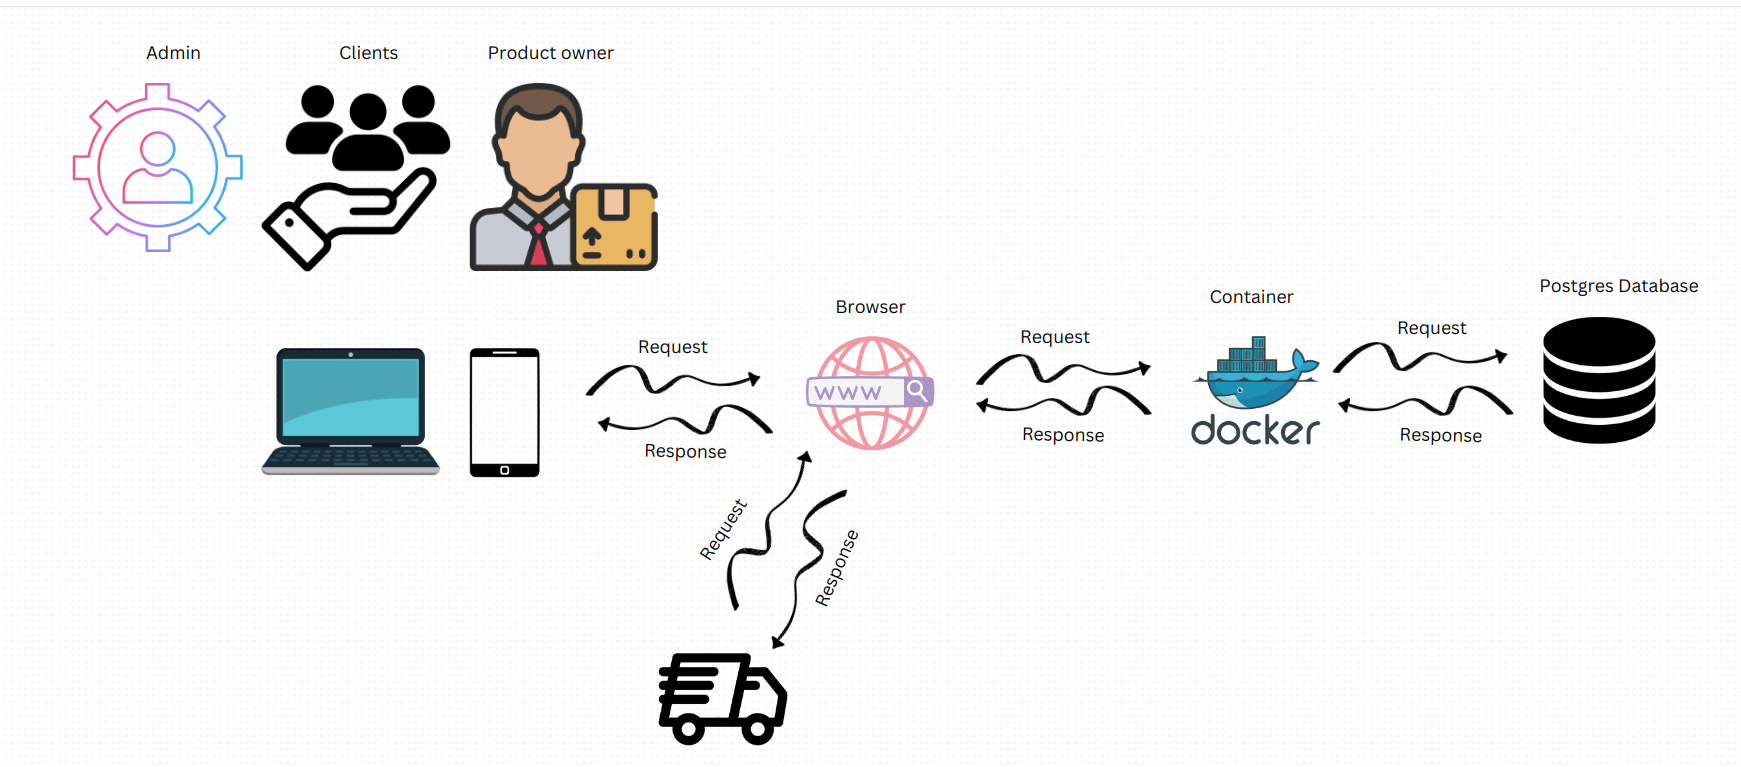 Admin
Clients
Product owner
Postgres Database
Container
Browser
Request
Request
Request
WWW
docker
Response
Response
Response
Request
Response